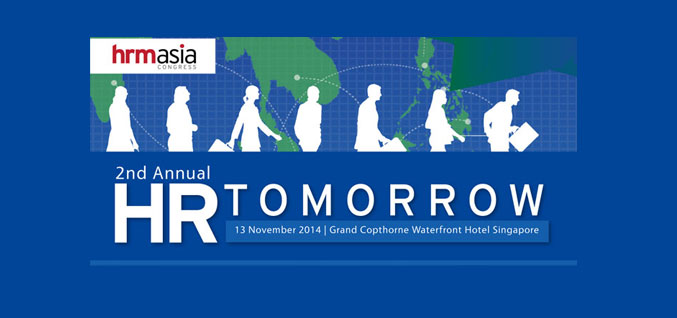 hrmasia
CONGRESS
2nd Annual
HR TOMORROW
13 November 2014 | Grand Copthorne Waterfront Hotel Singapore